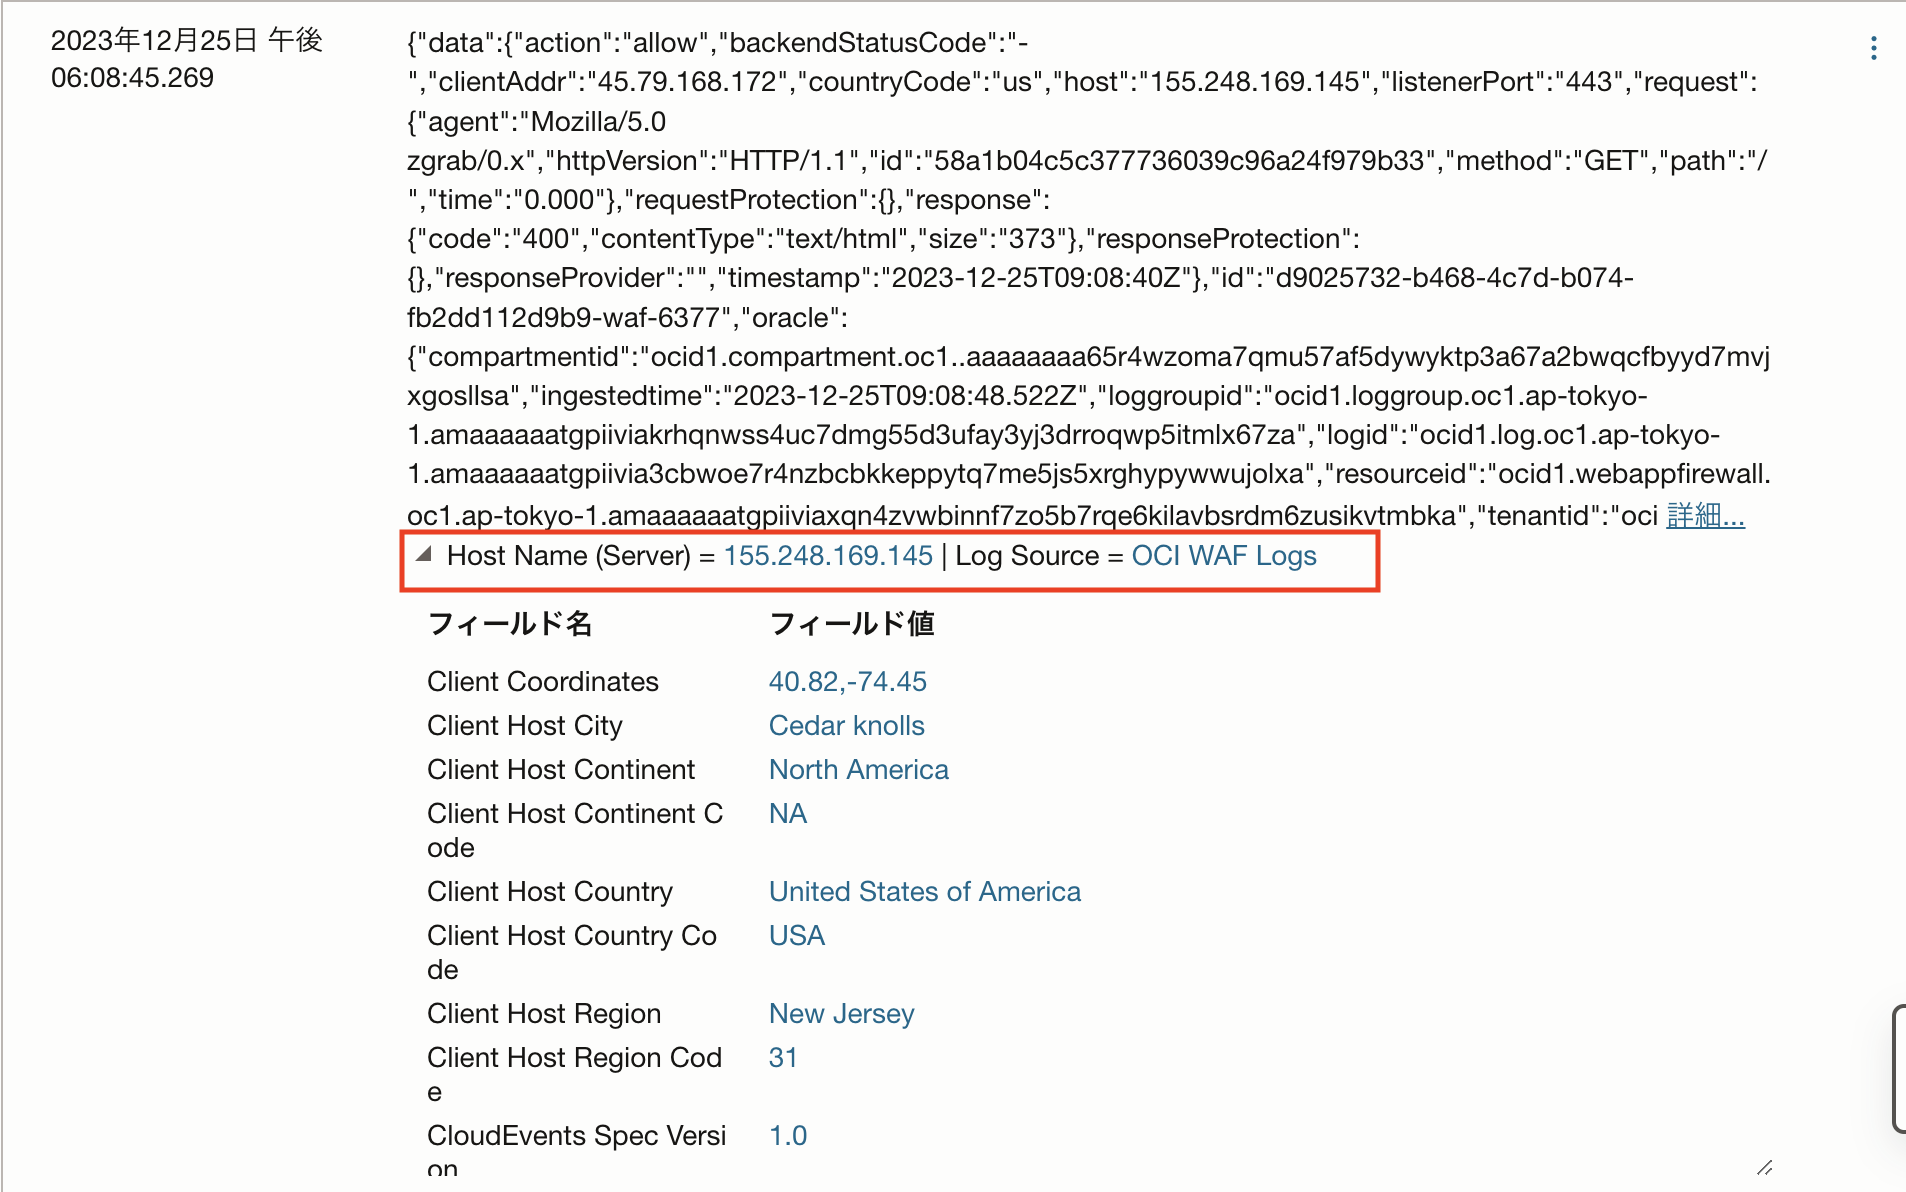 2023年12月25日 午後
06:08:45.269
{"data":{"action":"allow","backendStatusCode":"-
","clientAddr":"45.79.168.172","countryCode":"us","host":"155.248.169.145","listenerPort":"443","request":
{"agent":"Mozilla/5.0
zgrab/0.x","httpVersion":"HTTP/1.1","id":"58a1b04c5c377736039c96a24f979b33","method":"GET","path":"/
","time":"0.000"},"requestProtection":{},"response":
{"code":"400","contentType":"text/html","size":"373"},"responseProtection":
{},"responseProvider":"","timestamp":"2023-12-25T09:08:40Z"},"id":"d9025732-b468-4c7d-b074-
fb2dd112d9b9-waf-6377","oracle":
{"compartmentid":"ocid1.compartment.oc1..aaaaaaaa65r4wzoma7qmu57af5dywyktp3a67a2bwqcfbyyd7mvj
xgosllsa","ingestedtime":"2023-12-25T09:08:48.522Z","loggroupid":"ocid1.loggroup.oc1.ap-tokyo-
1.amaaaaaatgpiiviakrhqnwss4uc7dmg55d3ufay3yj3drroqwp5itmlx67za","logid":"ocid1.log.oc1.ap-tokyo-
1.amaaaaaatgpiivia3cbwoe7r4nzbcbkkeppytq7me5js5xrghypywwujolxa","resourceid":"ocid1.webappfirewall.
oc1.ap-tokyo-1.amaaaaaatgpiiviaxqn4zvwbinnf7zo5b7rqe6kilavbsrdm6zusikvtmbka","tenantid":"oci 詳細...
Host Name (Server) = 155.248.169.145 | Log Source = OCI WAF Logs
フィールド名 フィールド値
Client Coordinates 40.82,-74.45
Client Host City Cedar knolls
Client Host Continent North America
Client Host Continent C NA
ode
Client Host Country United States of America
Client Host Country Co USA
de
Client Host Region New Jersey
Client Host Region Cod 31
e
CloudEvents Spec Versi 1.0
on